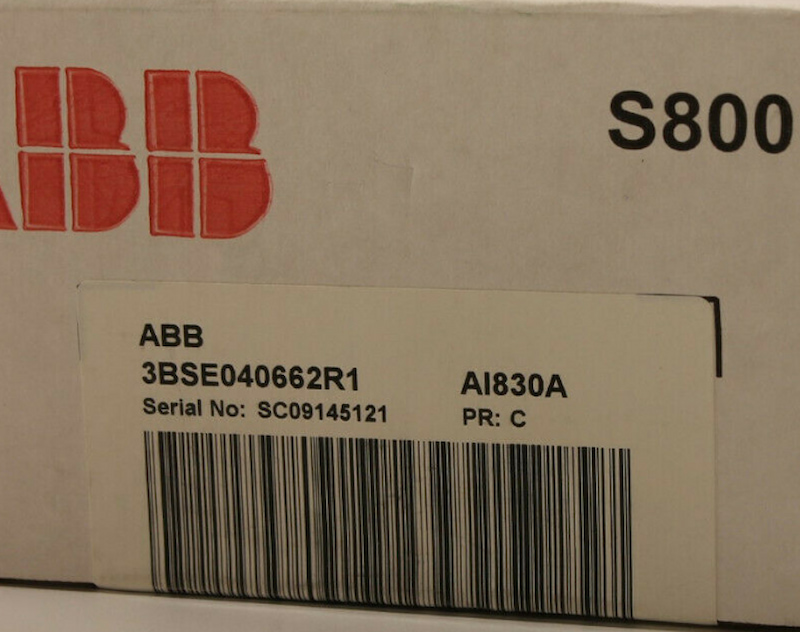 ABB
S800
ABB
3BSE040662R1 AI830A
Serial No: SC09145121 PR: C